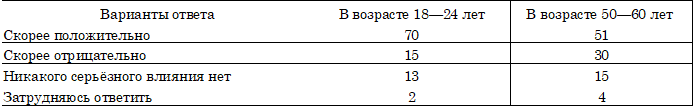 Варианты ответа В возрасте 18—24 лет В возрасте 50—60 лет
Скорее положительно 70 51
Скорее отрицательно 15 30
Никакого серьёзного влияния нет 13 15
Затрудняюсь ответить 2 4